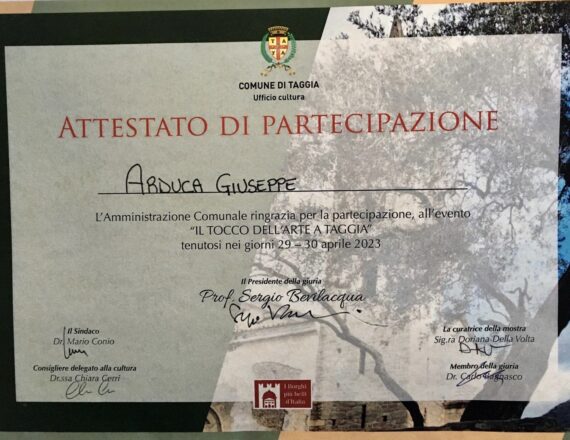 COMUNE DI TAGGIA
Ufficio cultura
ATTESTATO DI PARTECIPAZIONE
ARDUCA GIUSEPPE
L'Amministrazione Comunale ringrazia per la partecipazione, all'evento
"IL TOCCO DELL'ARTE A TAGGIA"
tenutosi nei giorni 29 – 30 aprile 2023
Il Presidente della giuria
Prof. Sergio Bevilacqua
Il Sindaco
Dr. Mario Conio
La curatrice della mostra
Sig.ra Doriana Della Volta
Consigliere delegato alla cultura
Dr.ssa Chiara Cerri
Membro della giuria
Dr. Carlo Bagnasco
I Borghi
più belli
d'Italia